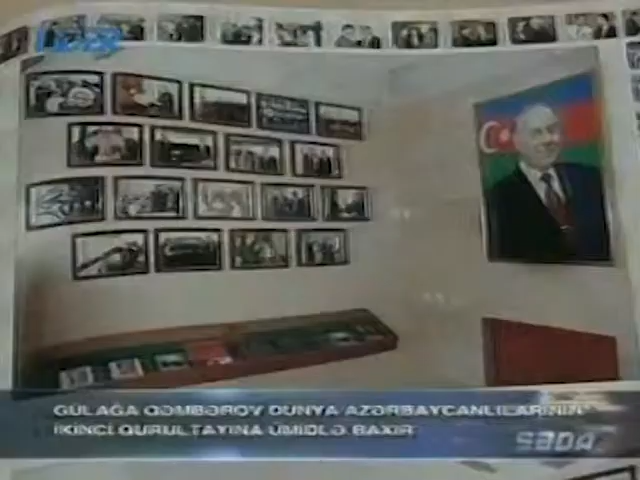 GÜLAĞA QƏMBƏROV DÜNYA AZƏRBAYCANLILARININ
İKİNCİ QURULTAYINA ÜMİDLƏ BAXIR
SƏDA